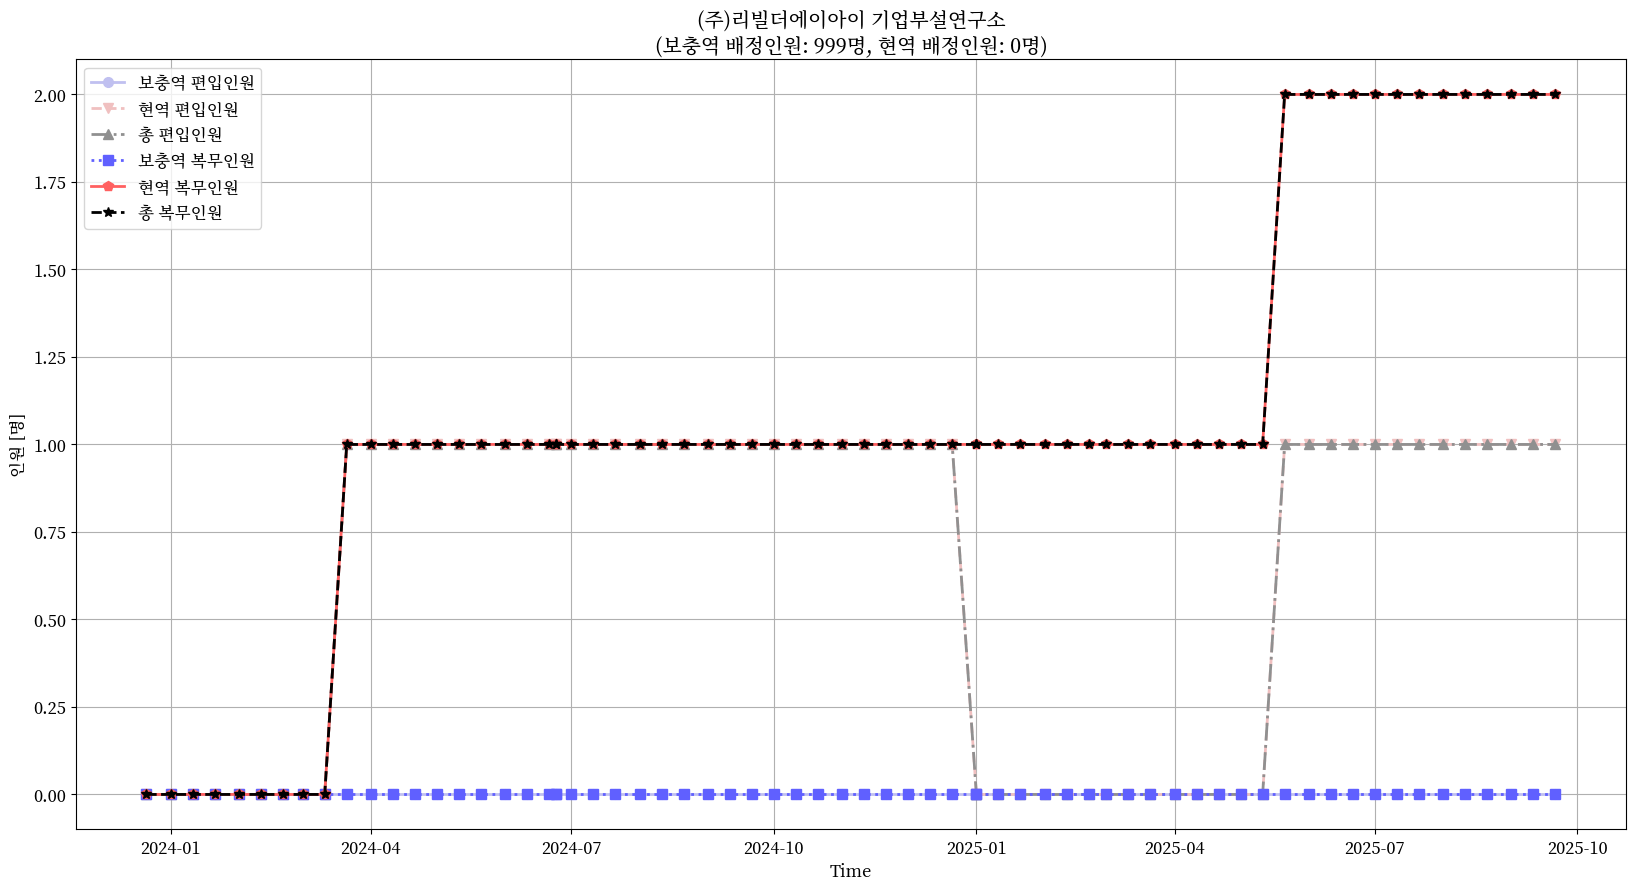 (주)리빌더에이아이 기업부설연구소
(보충역 배정인원: 999명, 현역 배정인원: 0명)
보충역 편입인원
현역 편입인원
총 편입인원
보충역 복무인원
현역 복무인원
총 복무인원
인원 [명]
2.00
1.75
1.50
1.25
1.00
0.75
0.50
0.25
0.00
2024-01 2024-04 2024-07 2024-10 2025-01 2025-04 2025-07 2025-10
Time